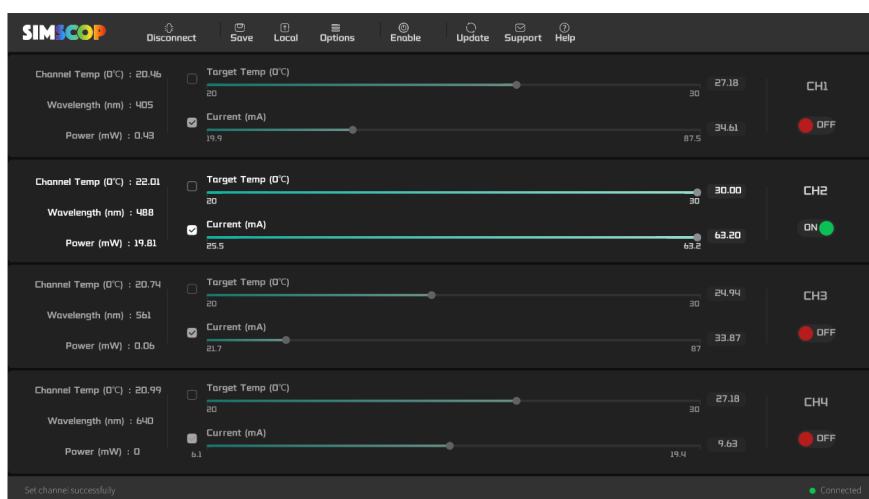 SIMSCOP
Disconnect Save Local Options Enable Update Support Help
Channel Temp (0℃) : 20.46
Wavelength (nm) : 405
Power (mW) : 0.43
Target Temp (0℃)
20 30
27.18
Current (mA)
19.9 87.5
34.61
CH1
OFF
Channel Temp (0℃) : 22.01
Wavelength (nm) : 488
Power (mW) : 19.81
Target Temp (0℃)
20 30
30.00
Current (mA)
25.5 63.2
63.20
CH2
ON
Channel Temp (0℃) : 20.74
Wavelength (nm) : 561
Power (mW) : 0.06
Target Temp (0℃)
20 30
24.94
Current (mA)
21.7 87
33.87
CH3
OFF
Channel Temp (0℃) : 20.99
Wavelength (nm) : 640
Power (mW) : 0
Target Temp (0℃)
20 30
27.18
Current (mA)
6.1 19.4
9.63
CH4
OFF
Set channel successfully
Connected